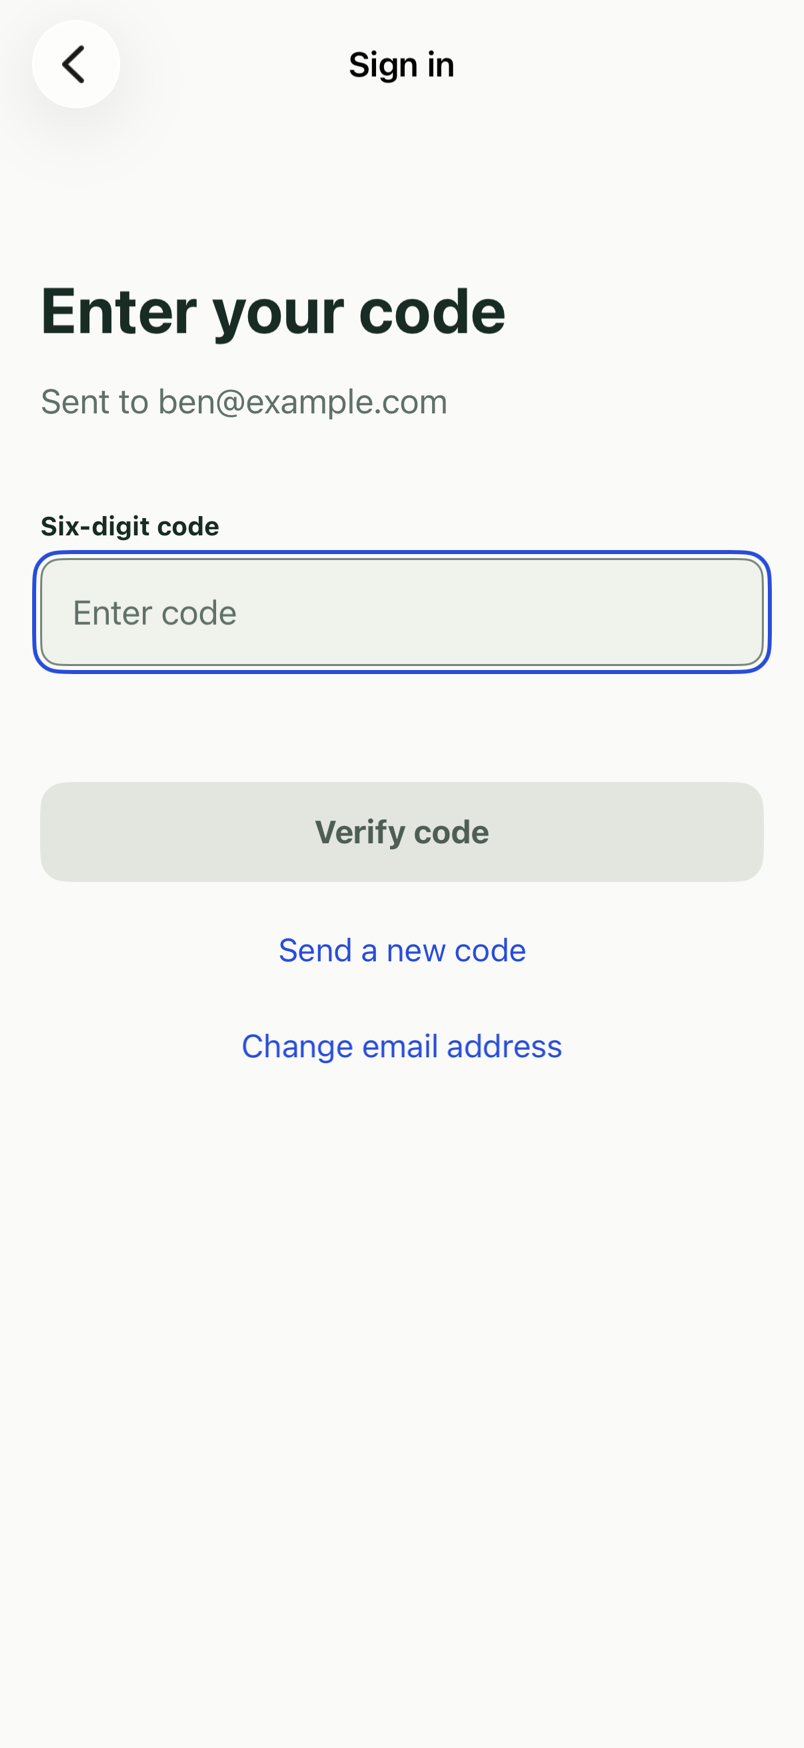 Sign in
Enter your code
Sent to ben@example.com
Six-digit code
Enter code
Verify code
Send a new code
Change email address